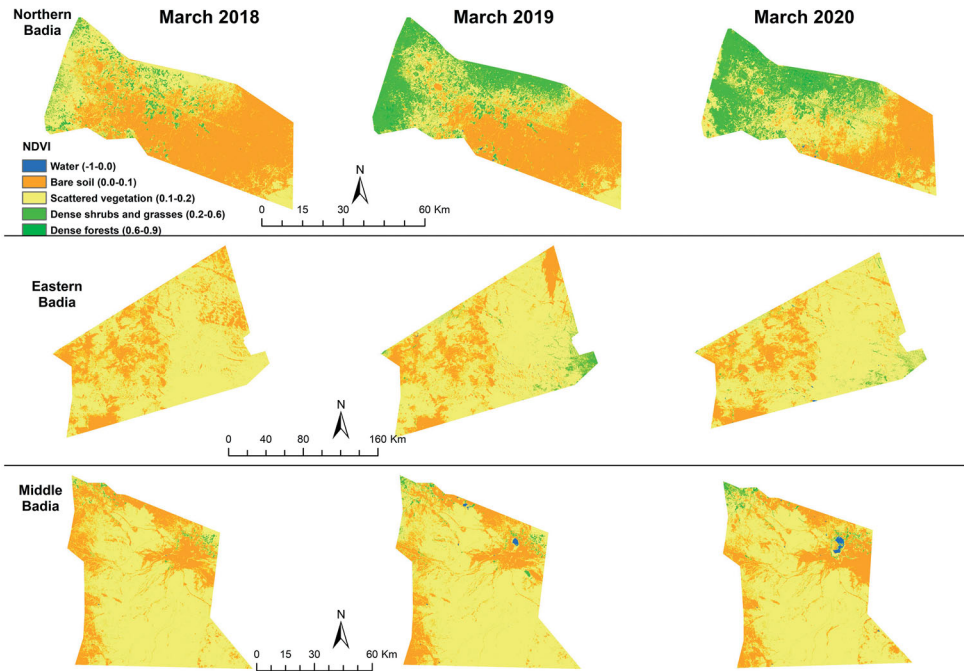 Northern
Badia
March 2018
March 2019
March 2020
NDVI
Water (-1-0.0)
Bare soil (0.0-0.1)
Scattered vegetation (0.1-0.2)
Dense shrubs and grasses (0.2-0.6)
Dense forests (0.6-0.9)
N
0 30 60 Km
Eastern
Badia
N
0 40 80 160 Km
Middle
Badia
N
0 15 30 60 Km